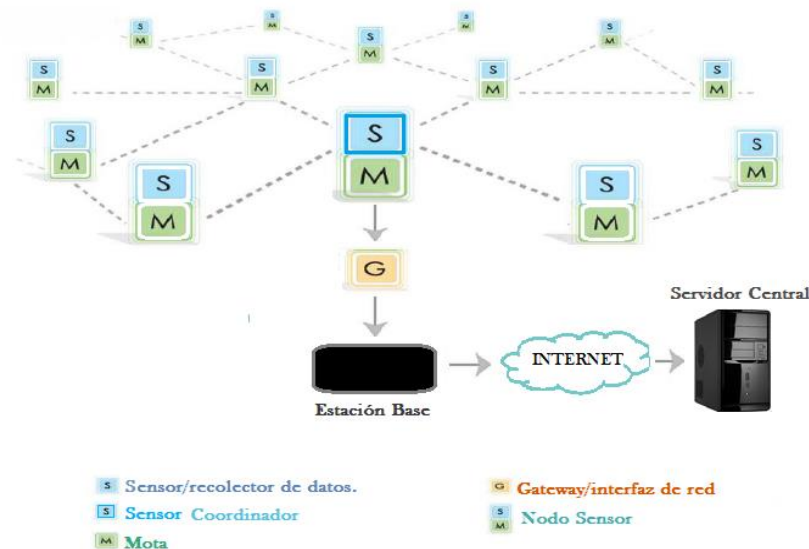 S
M
S
M
S
M
S
M
S
M
S
M
S
M
S
M
S
M
S
M
S
M
S
M
S
M
S
M
G
Servidor Central
INTERNET
Estación Base
S Sensor/recolector de datos.
G Gateway/interfaz de red
S Sensor Coordinador
S
M Nodo Sensor
M Mota